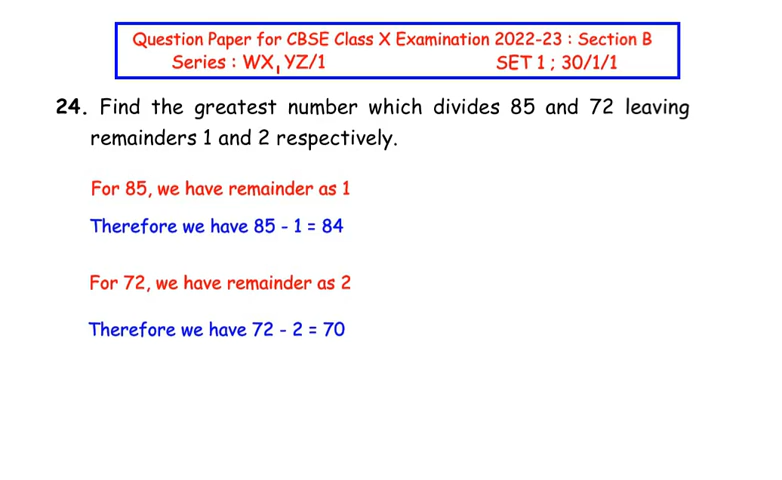 Question Paper for CBSE Class X Examination 2022-23 : Section B
Series : WX1YZ/1 SET 1 ; 30/1/1
24. Find the greatest number which divides 85 and 72 leaving
remainders 1 and 2 respectively.
For 85, we have remainder as 1
Therefore we have 85 - 1 = 84
For 72, we have remainder as 2
Therefore we have 72 - 2 = 70